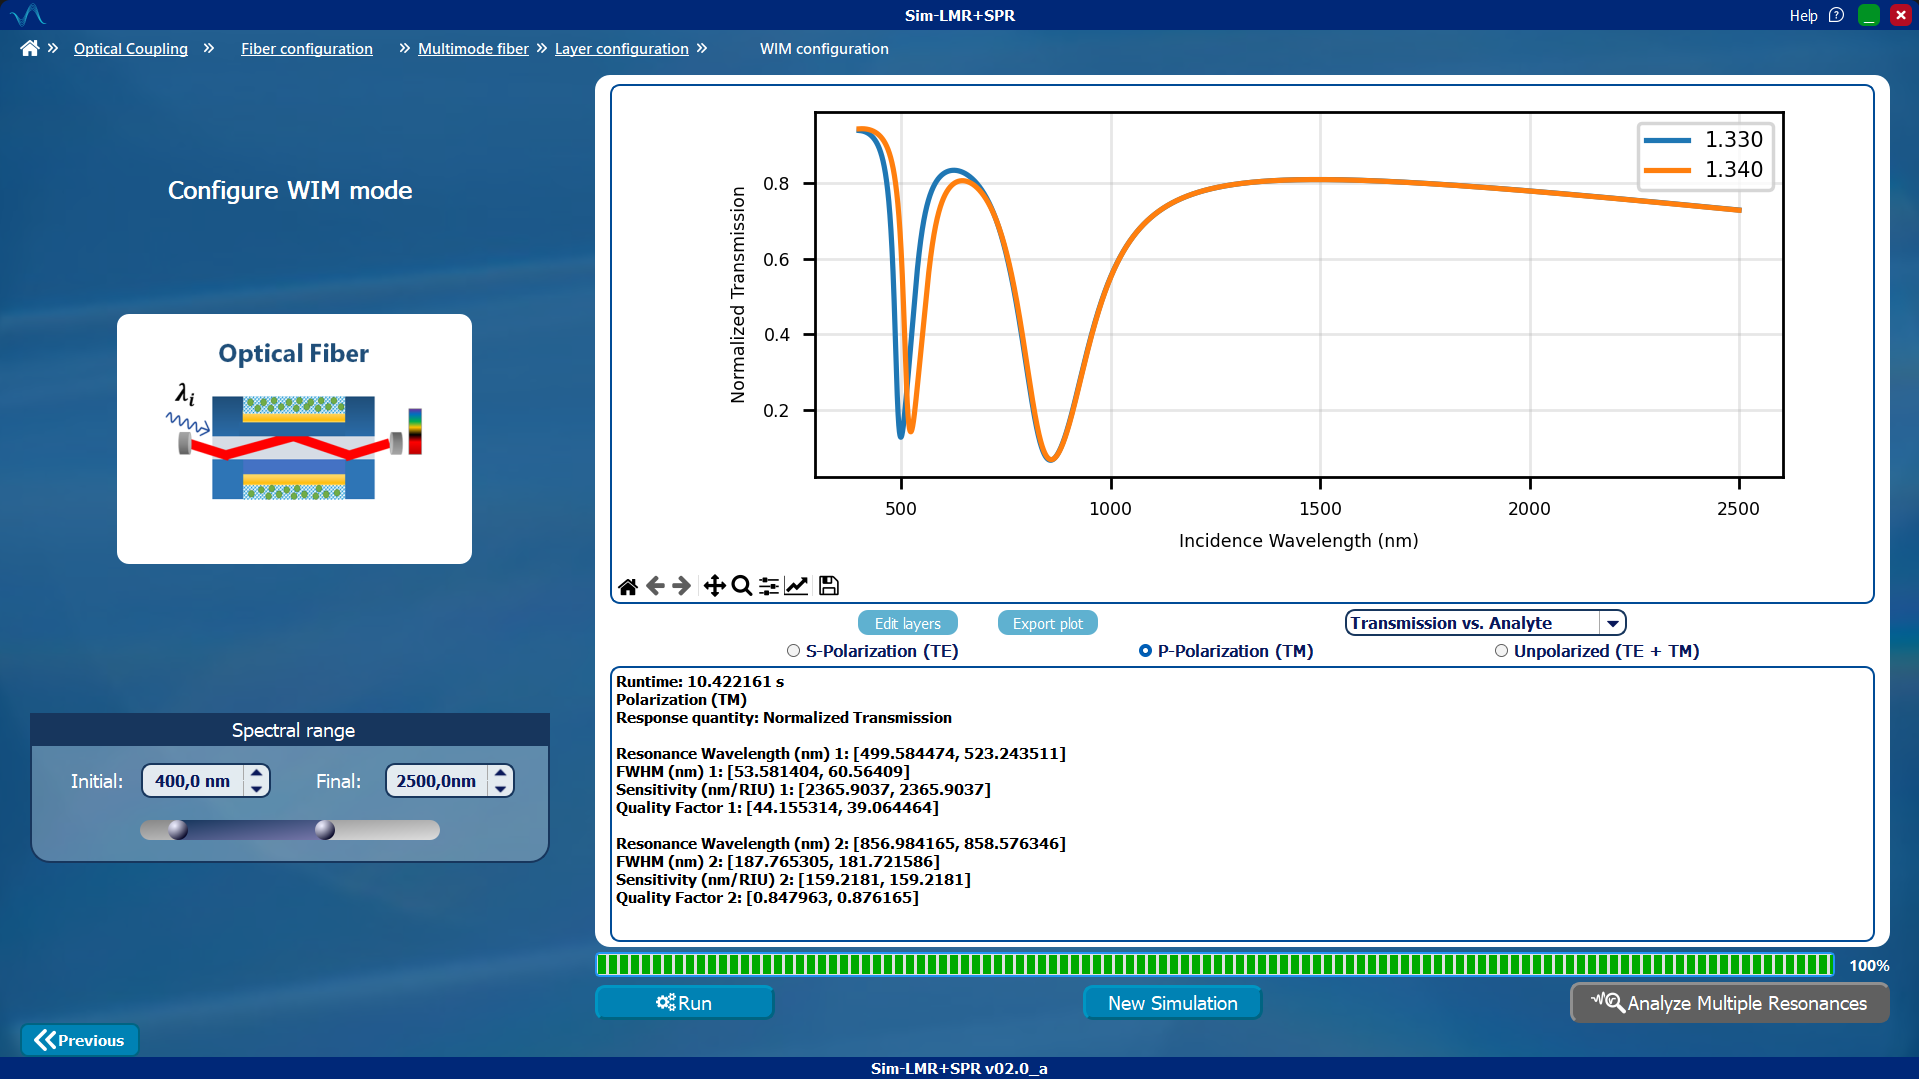 Sim-LMR+SPR
Help
Optical Coupling
Fiber configuration
Multimode fiber
Layer configuration
WIM configuration
Configure WIM mode
Optical Fiber
λi
Spectral range
Initial: 400,0 nm Final: 2500,0nm
Normalized Transmission
0.8
0.6
0.4
0.2
500 1000 1500 2000 2500
Incidence Wavelength (nm)
1.330
1.340
Edit layers
Export plot
Transmission vs. Analyte
S-Polarization (TE)
P-Polarization (TM)
Unpolarized (TE + TM)
Runtime: 10.422161 s
Polarization (TM)
Response quantity: Normalized Transmission
Resonance Wavelength (nm) 1: [499.584474, 523.243511]
FWHM (nm) 1: [53.581404, 60.56409]
Sensitivity (nm/RIU) 1: [2365.9037, 2365.9037]
Quality Factor 1: [44.155314, 39.064464]
Resonance Wavelength (nm) 2: [856.984165, 858.576346]
FWHM (nm) 2: [187.765305, 181.721586]
Sensitivity (nm/RIU) 2: [159.2181, 159.2181]
Quality Factor 2: [0.847963, 0.876165]
100%
Run
New Simulation
Analyze Multiple Resonances
Previous
Sim-LMR+SPR v02.0_a